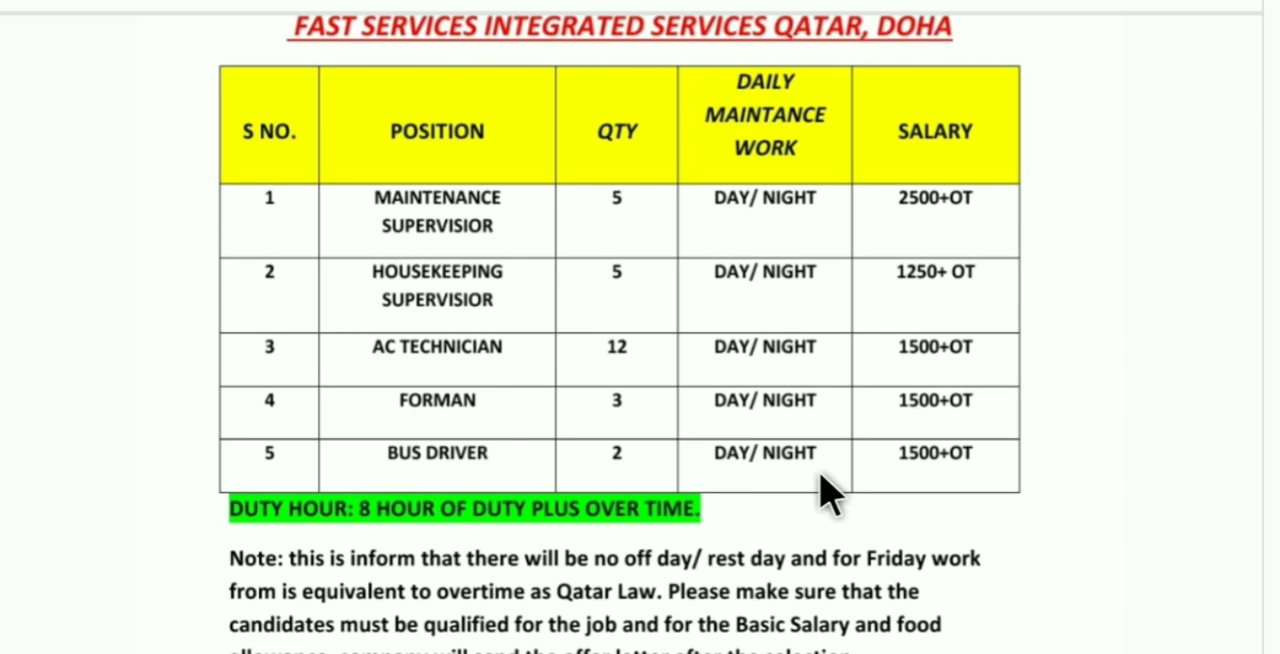 FAST SERVICES INTEGRATED SERVICES QATAR, DOHA
S NO. POSITION QTY DAILY MAINTANCE WORK SALARY
1 MAINTENANCE SUPERVISIOR 5 DAY/ NIGHT 2500+OT
2 HOUSEKEEPING SUPERVISIOR 5 DAY/ NIGHT 1250+ OT
3 AC TECHNICIAN 12 DAY/ NIGHT 1500+OT
4 FORMAN 3 DAY/ NIGHT 1500+OT
5 BUS DRIVER 2 DAY/ NIGHT 1500+OT
DUTY HOUR: 8 HOUR OF DUTY PLUS OVER TIME.
Note: this is inform that there will be no off day/ rest day and for Friday work
from is equivalent to overtime as Qatar Law. Please make sure that the
candidates must be qualified for the job and for the Basic Salary and food